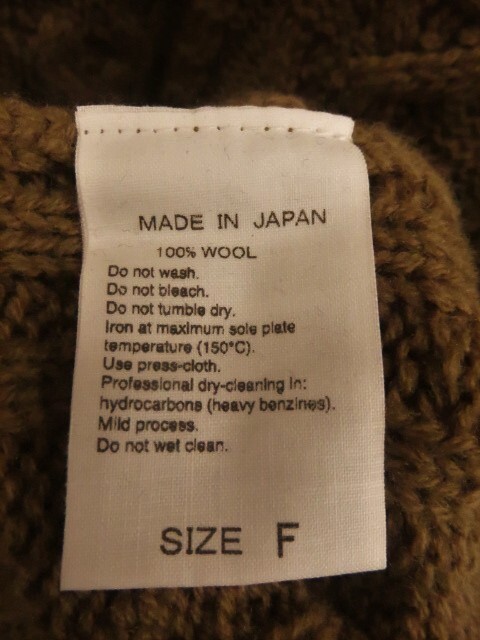 MADE IN JAPAN
100% WOOL
Do not wash.
Do not bleach.
Do not tumble dry.
Iron at maximum sole plate
temperature (150°C).
Use press-cloth.
Professional dry-cleaning in:
hydrocarbons (heavy benzines).
Mild process.
Do not wet clean.
SIZE F